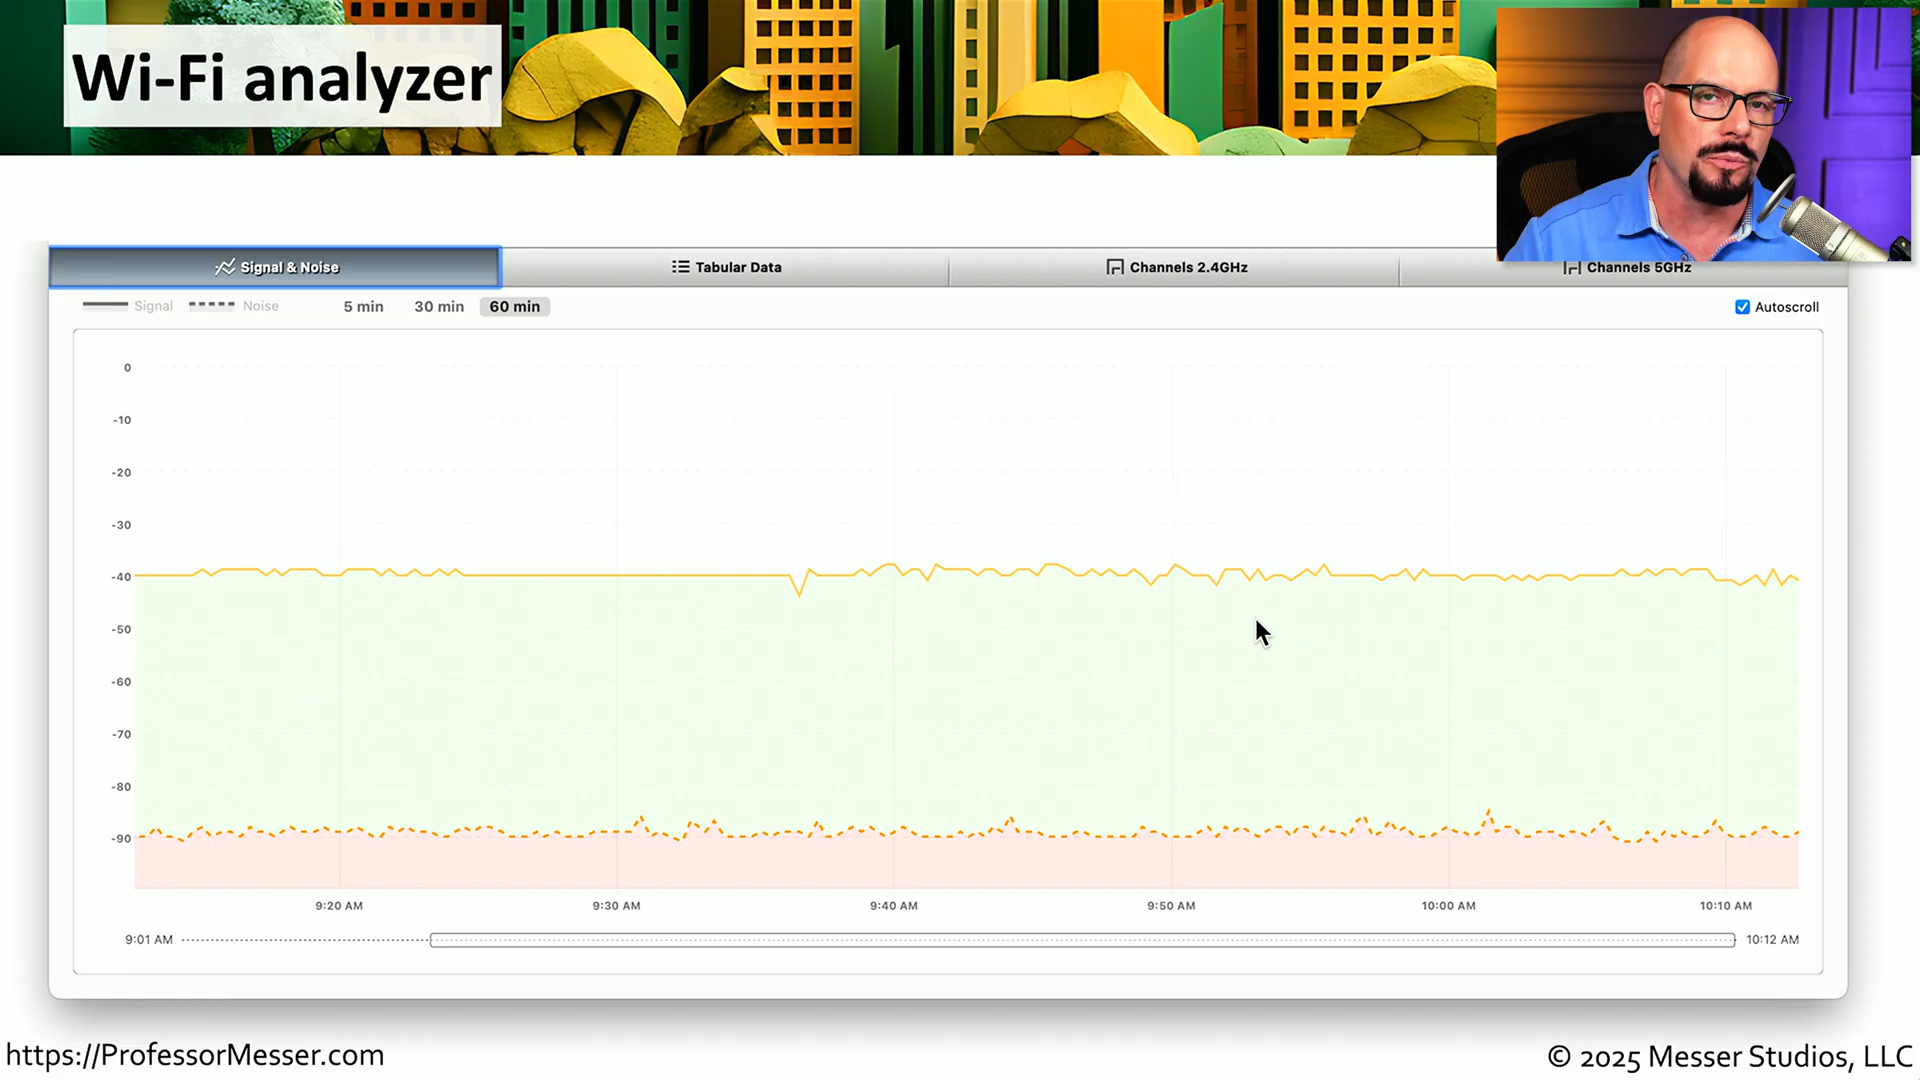 Wi-Fi analyzer
Signal & Noise
Tabular Data
Channels 2.4GHz
Channels 5GHz
Signal
Noise
5 min
30 min
60 min
Autoscroll
0
-10
-20
-30
-40
-50
-60
-70
-80
-90
9:20 AM
9:30 AM
9:40 AM
9:50 AM
10:00 AM
10:10 AM
9:01 AM
10:12 AM
https://ProfessorMesser.com
© 2025 Messer Studios, LLC